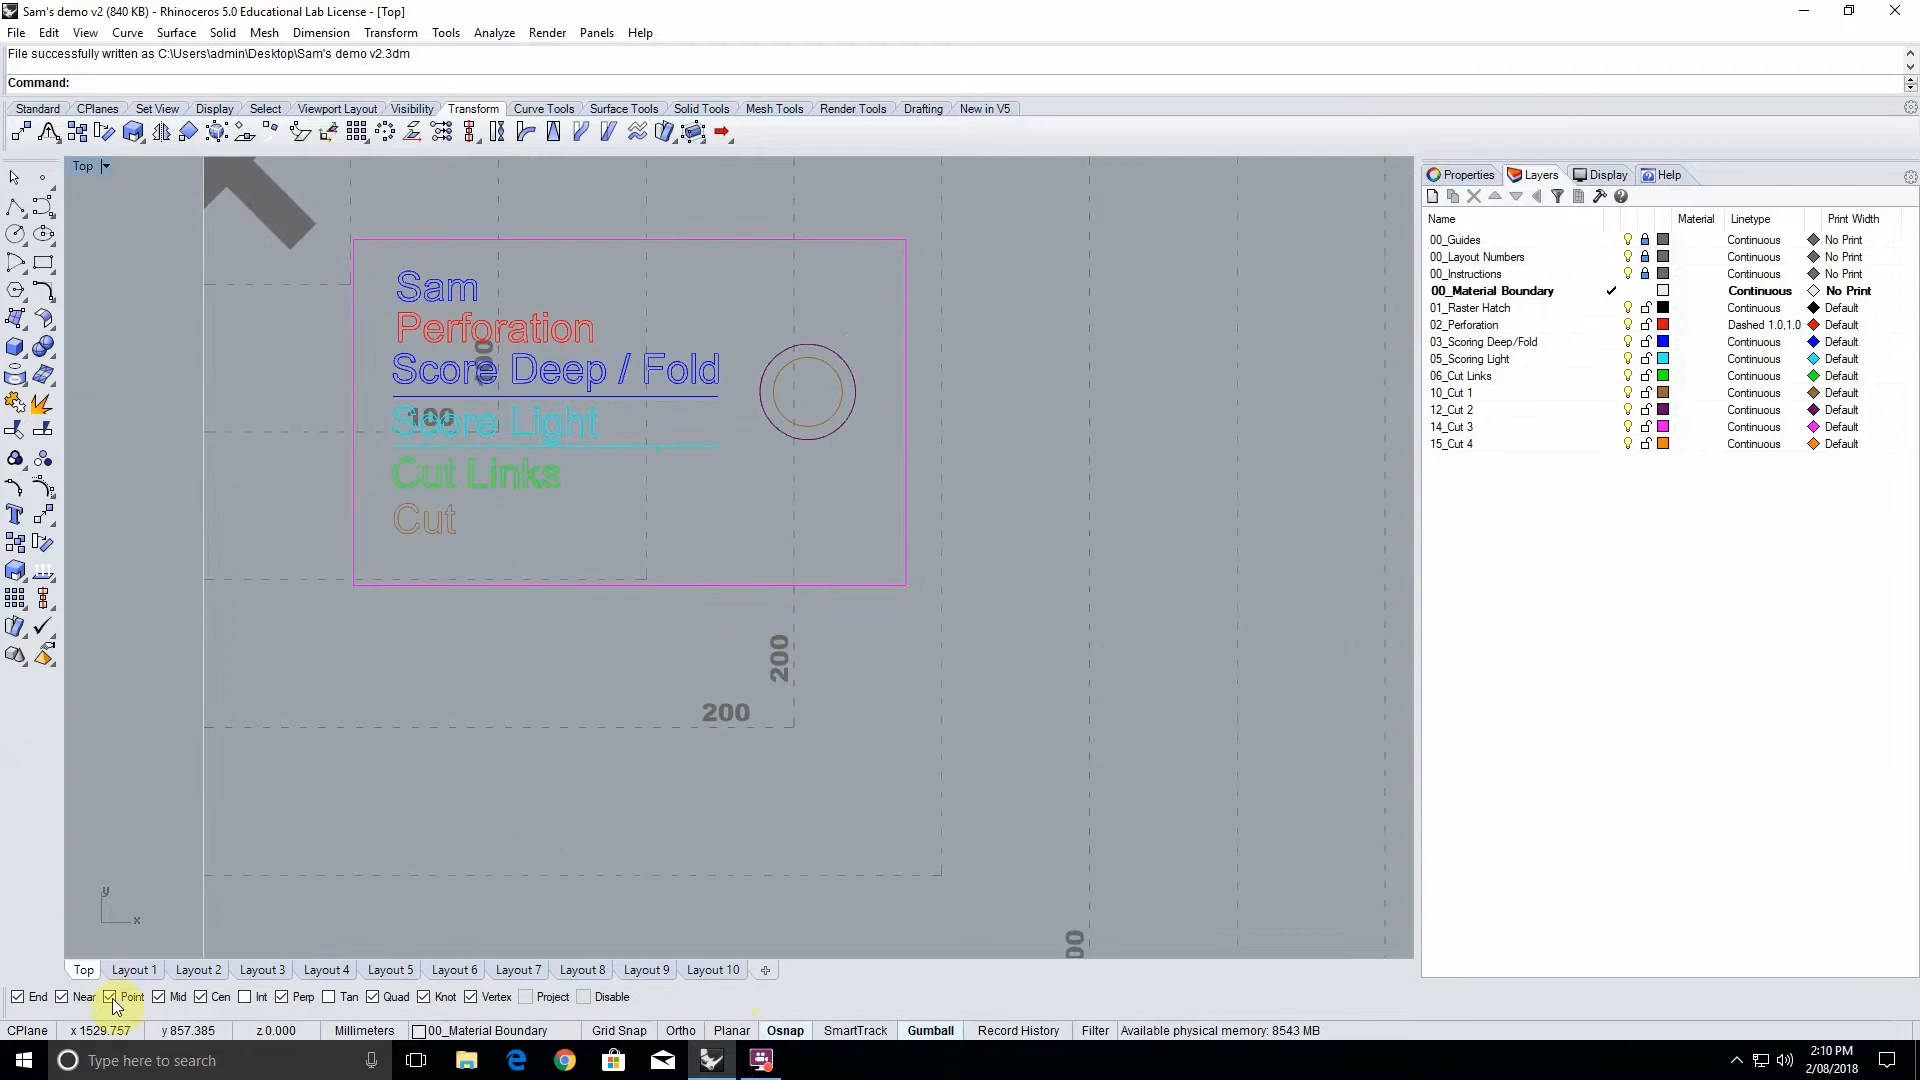 Sam's demo v2 (840 KB) - Rhinoceros 5.0 Educational Lab License - [Top]
File Edit View Curve Surface Solid Mesh Dimension Transform Tools Analyze Render Panels Help
File successfully written as C:\Users\admin\Desktop\Sam's demo v2.3dm
Command:
Standard CPlanes Set View Display Select Viewport Layout Visibility Transform Curve Tools Surface Tools Solid Tools Mesh Tools Render Tools Drafting New in V5
Top
Sam
Perforation
Score Deep / Fold
Score Light
Cut Links
Cut
100
100
200
200
00
y
x
Properties Layers Display Help
Name Material Linetype Print Width
00_Guides Continuous No Print
00_Layout Numbers Continuous No Print
00_Instructions Continuous No Print
00_Material Boundary Continuous No Print
01_Raster Hatch Continuous Default
02_Perforation Dashed 1.0,1.0 Default
03_Scoring Deep/Fold Continuous Default
05_Scoring Light Continuous Default
06_Cut Links Continuous Default
10_Cut 1 Continuous Default
12_Cut 2 Continuous Default
14_Cut 3 Continuous Default
15_Cut 4 Continuous Default
Top Layout 1 Layout 2 Layout 3 Layout 4 Layout 5 Layout 6 Layout 7 Layout 8 Layout 9 Layout 10
End Near Point Mid Cen Int Perp Tan Quad Knot Vertex Project Disable
CPlane x 1529.757 y 857.385 z 0.000 Millimeters 00_Material Boundary Grid Snap Ortho Planar Osnap SmartTrack Gumball Record History Filter Available physical memory: 8543 MB
Type here to search
2:10 PM
2/08/2018